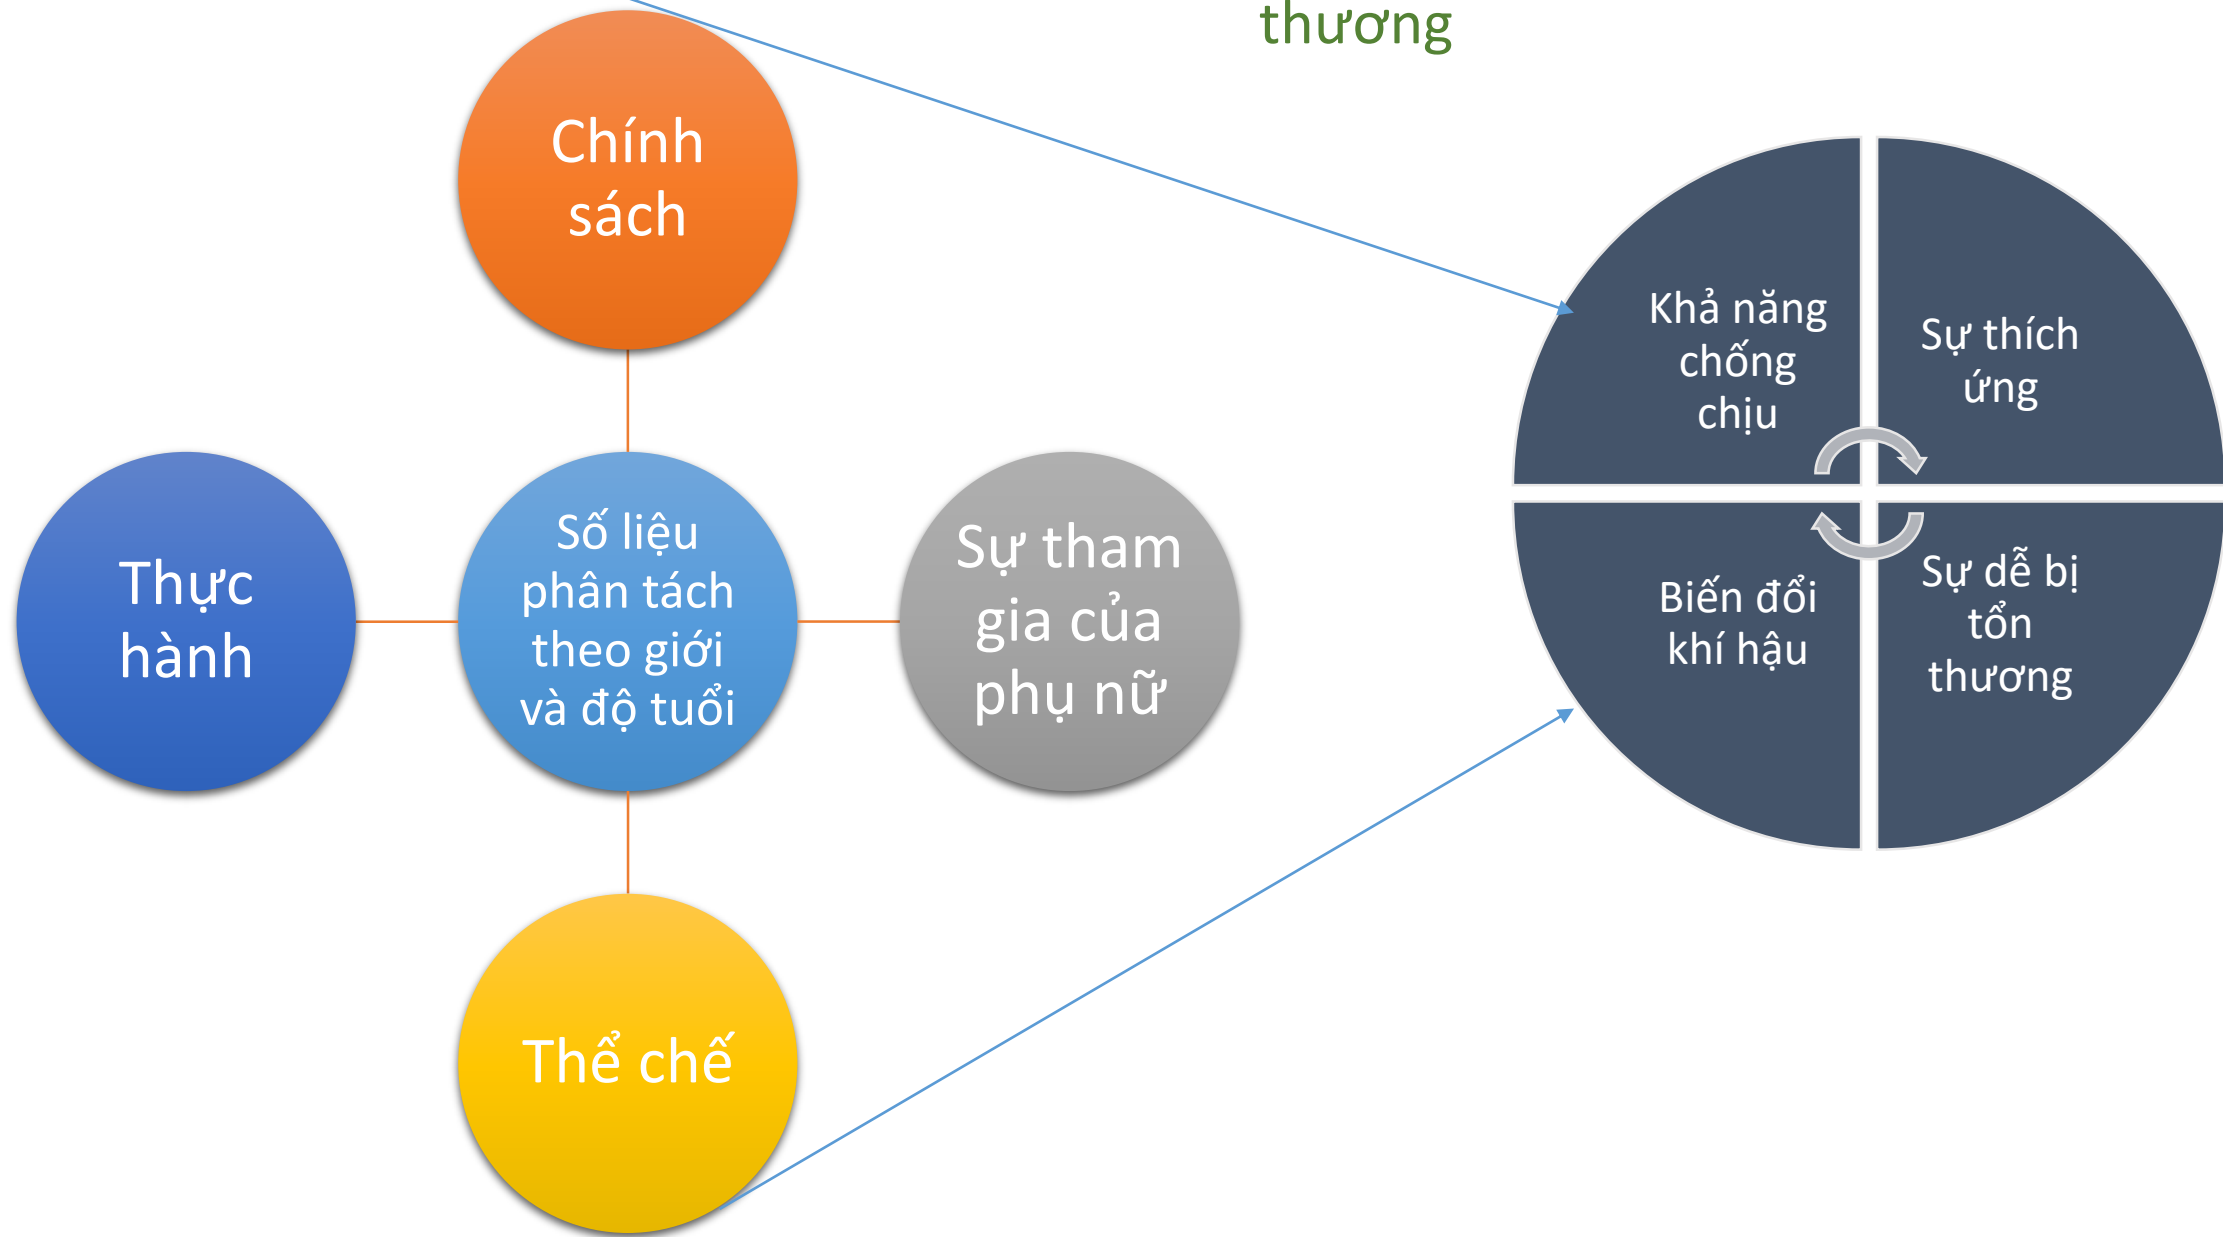 thương
Chính
sách
Thực
hành
Số liệu
phân tách
theo giới
và độ tuổi
Sự tham
gia của
phụ nữ
Thể chế
Khả năng
chống
chịu
Sự thích
ứng
Biến đổi
khí hậu
Sự dễ bị
tổn
thương